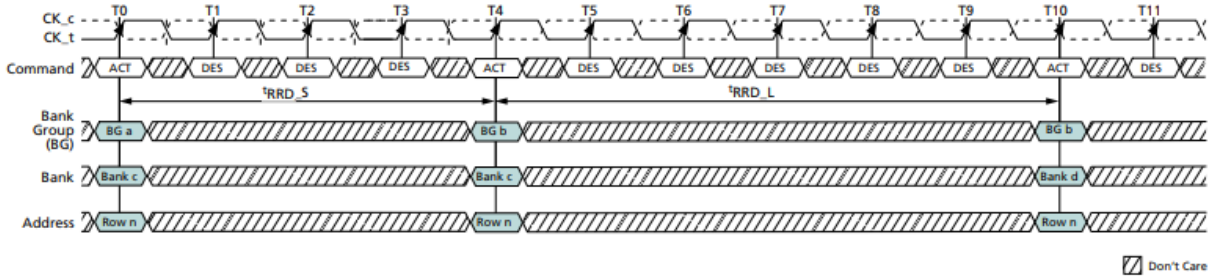 T0 T1 T2 T3 T4 T5 T6 T7 T8 T9 T10 T11
CK_c
CK_t
Command ACT DES DES DES ACT DES DES DES DES DES ACT DES
tRRD_S tRRD_L
Bank
Group
(BG)
BG a BG b BG b
Bank Bank c Bank c Bank d
Address Row n Row n Row n
Don't Care